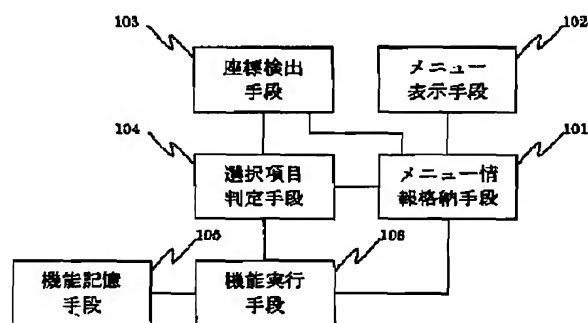 103
102
座標検出
手段
メニュー
表示手段
104
101
選択項目
判定手段
メニュー情
報格納手段
105
106
機能記憶
手段
機能実行
手段